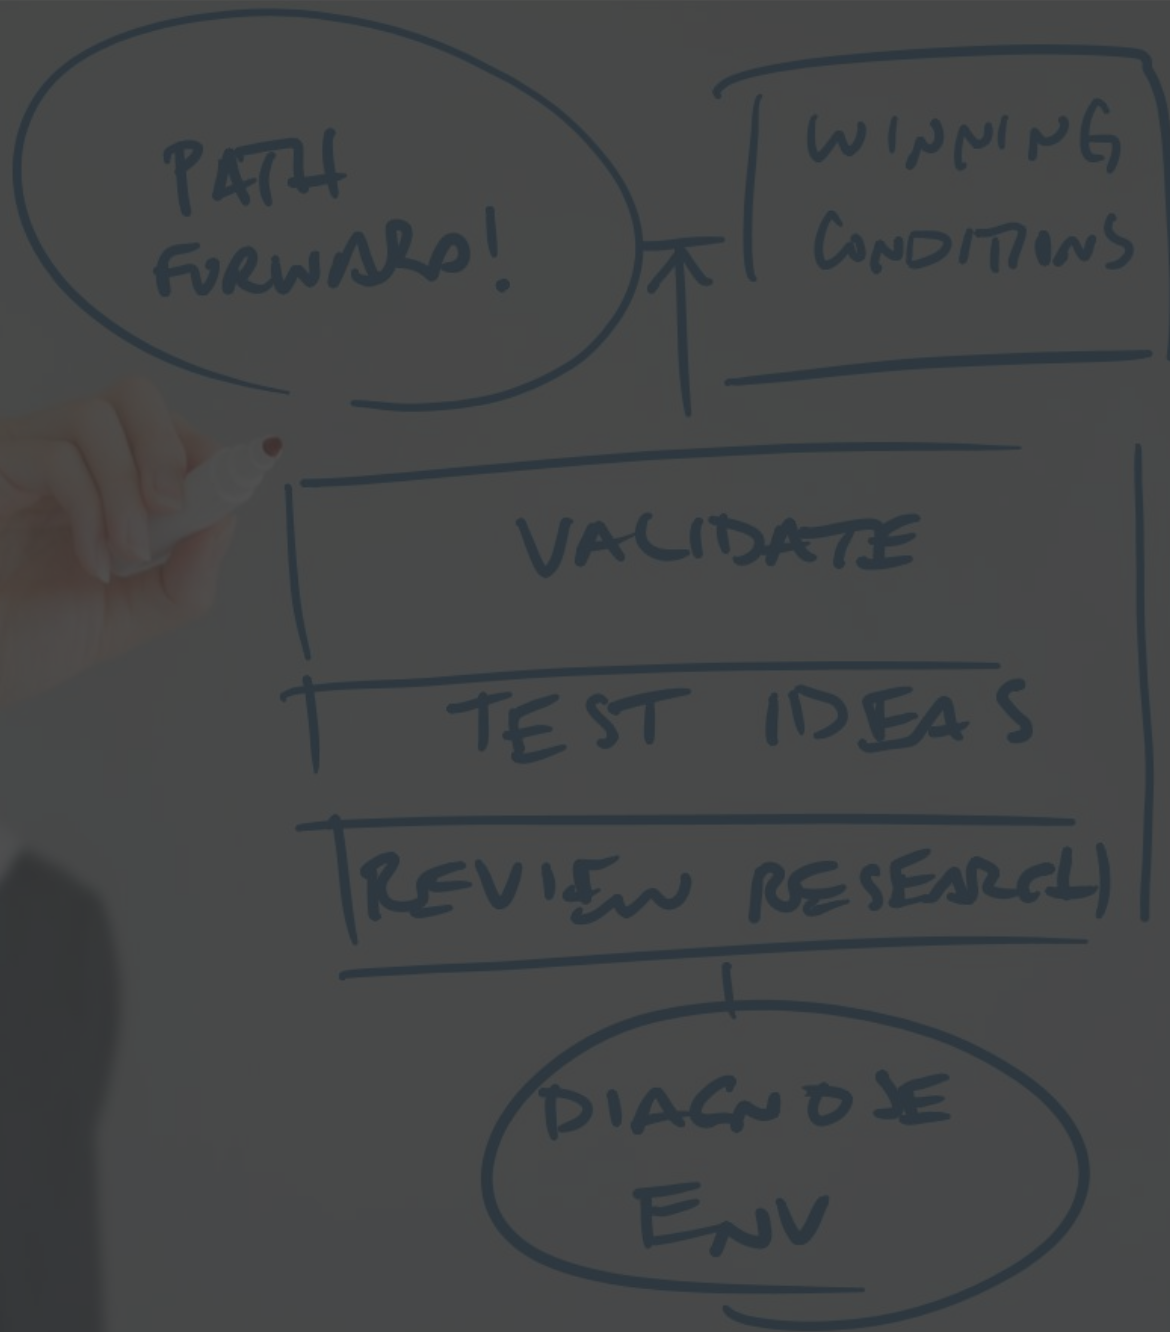 PATH
FORWARD!
WINNING
CONDITIONS
VALIDATE
TEST IDEAS
REVIEW RESEARCH
DIAGNOSE
ENV